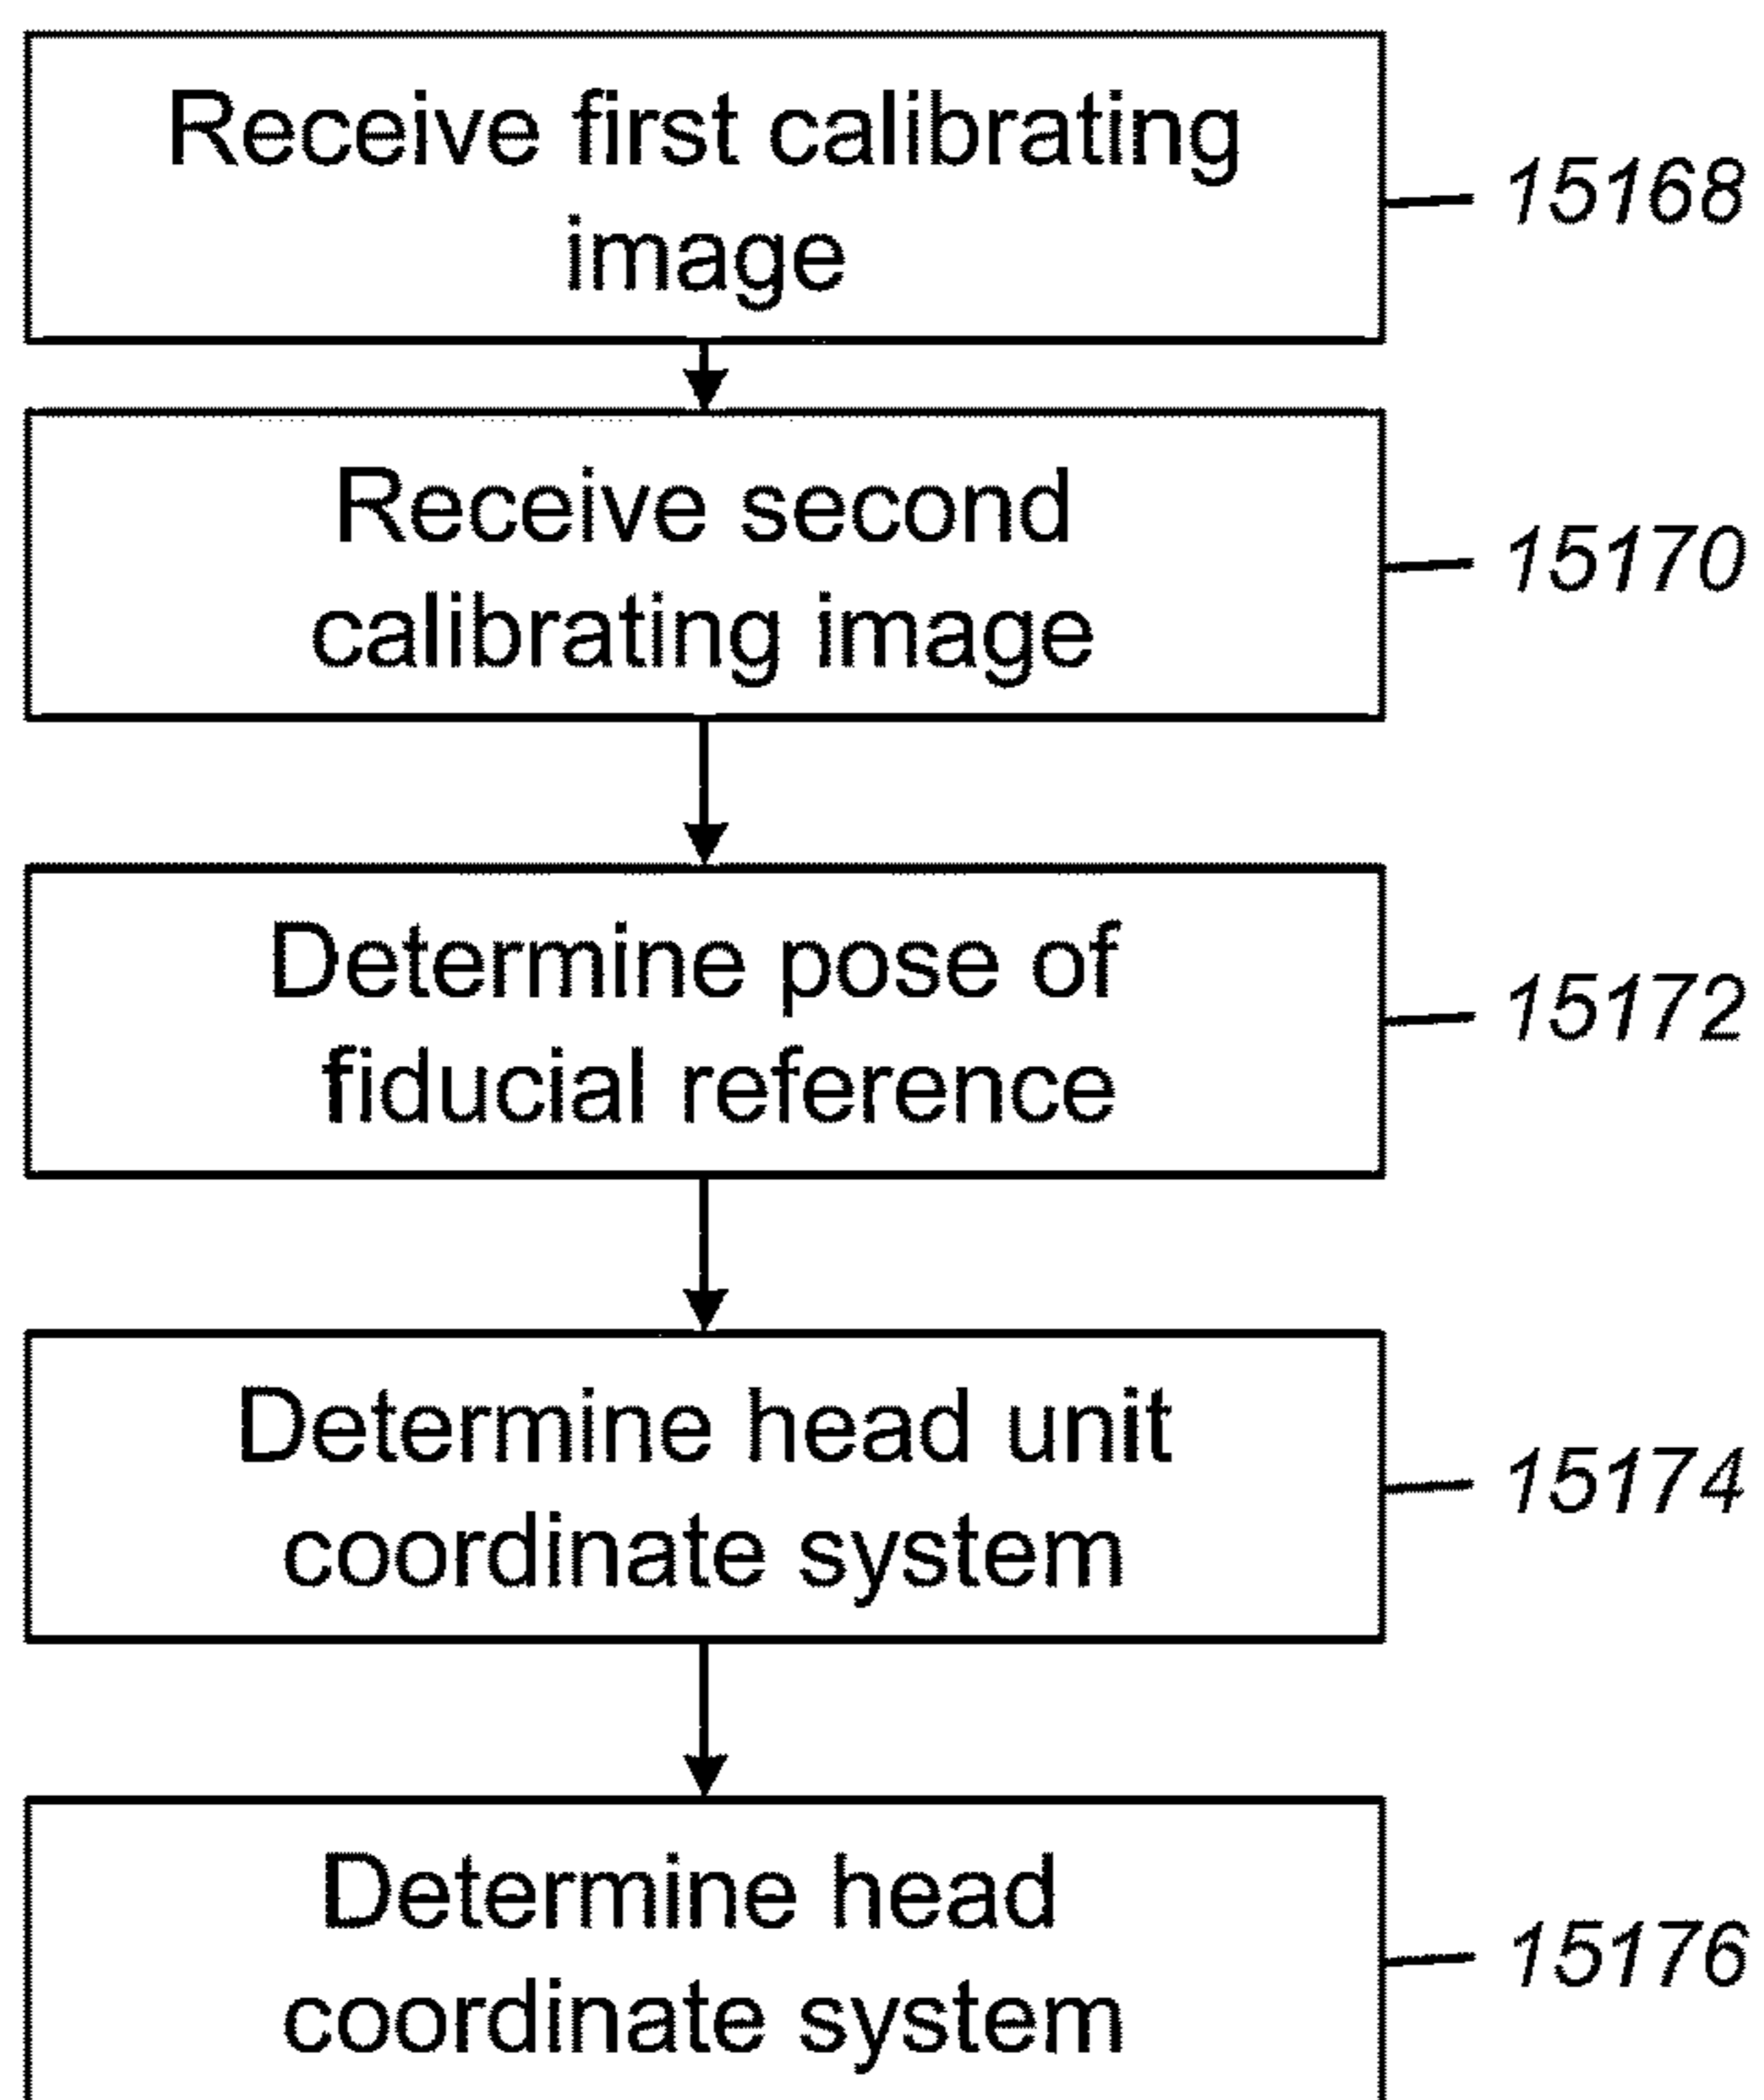 Receive first calibrating
image
15168
Receive second
calibrating image
15170
Determine pose of
fiducial reference
15172
Determine head unit
coordinate system
15174
Determine head
coordinate system
15176